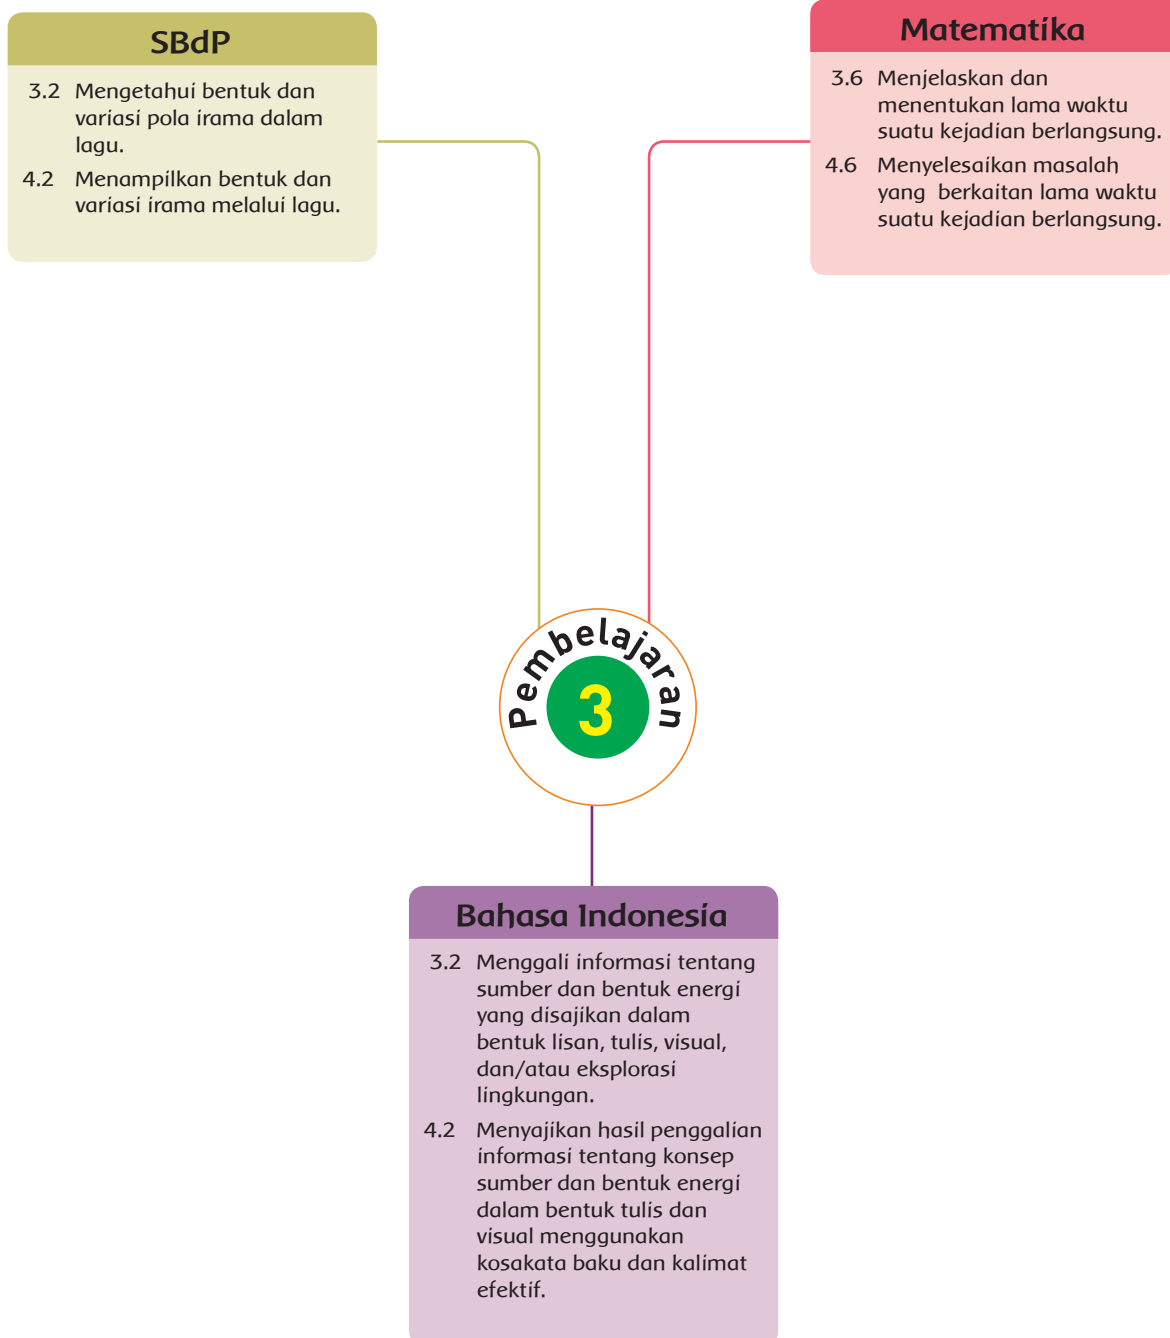 SBdP
3.2 Mengetahui bentuk dan
variasi pola irama dalam
lagu.
4.2 Menampilkan bentuk dan
variasi irama melalui lagu.
Matematika
3.6 Menjelaskan dan
menentukan lama waktu
suatu kejadian berlangsung.
4.6 Menyelesaikan masalah
yang berkaitan lama waktu
suatu kejadian berlangsung.
Pembelajaran
3
Bahasa Indonesia
3.2 Menggali informasi tentang
sumber dan bentuk energi
yang disajikan dalam
bentuk lisan, tulis, visual,
dan/atau eksplorasi
lingkungan.
4.2 Menyajikan hasil penggalian
informasi tentang konsep
sumber dan bentuk energi
dalam bentuk tulis dan
visual menggunakan
kosakata baku dan kalimat
efektif.